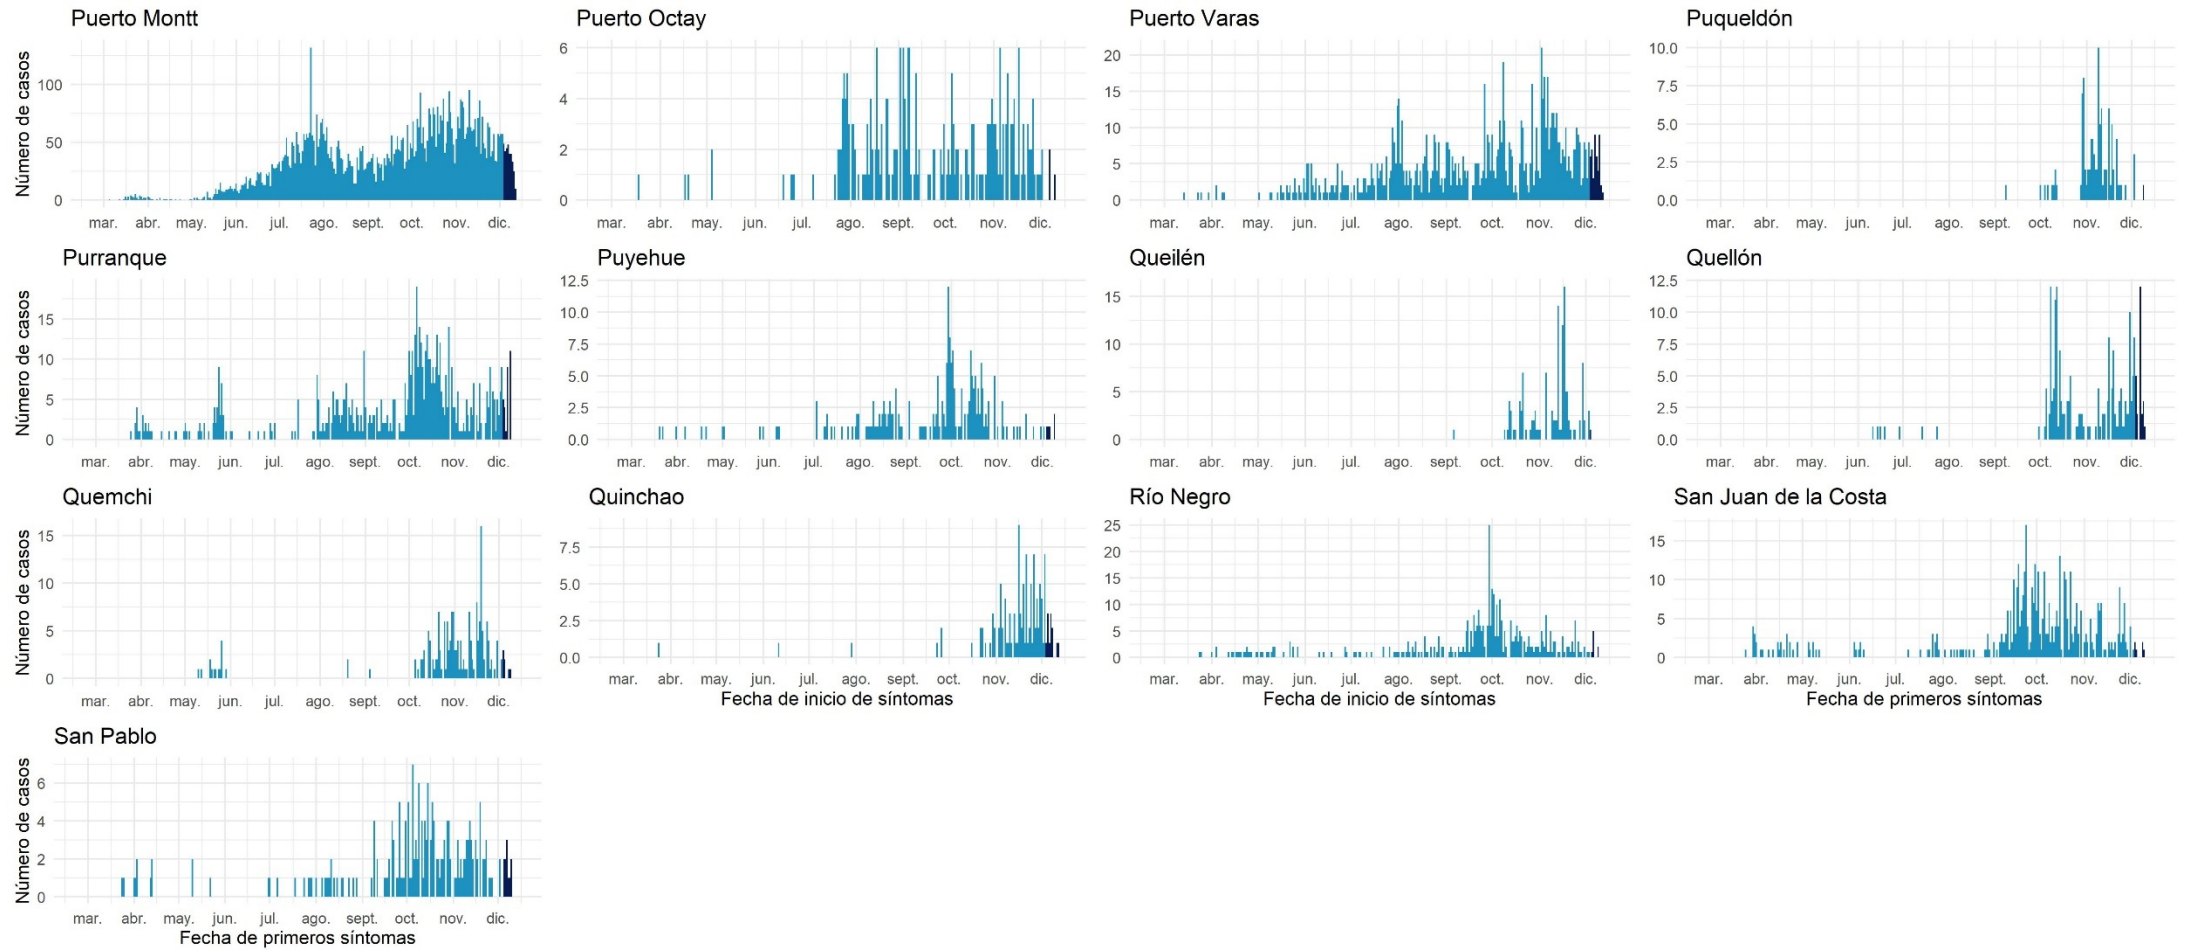 Puerto Montt
Número de casos
100
50
0
mar. abr. may. jun. jul. ago. sept. oct. nov. dic.
Puerto Octay
6
4
2
0
mar. abr. may. jun. jul. ago. sept. oct. nov. dic.
Puerto Varas
20
15
10
5
0
mar. abr. may. jun. jul. ago. sept. oct. nov. dic.
Puqueldón
10.0
7.5
5.0
2.5
0.0
mar. abr. may. jun. jul. ago. sept. oct. nov. dic.
Purranque
Número de casos
15
10
5
0
mar. abr. may. jun. jul. ago. sept. oct. nov. dic.
Puyehue
12.5
10.0
7.5
5.0
2.5
0.0
mar. abr. may. jun. jul. ago. sept. oct. nov. dic.
Queilén
15
10
5
0
mar. abr. may. jun. jul. ago. sept. oct. nov. dic.
Quellón
12.5
10.0
7.5
5.0
2.5
0.0
mar. abr. may. jun. jul. ago. sept. oct. nov. dic.
Quemchi
Número de casos
15
10
5
0
mar. abr. may. jun. jul. ago. sept. oct. nov. dic.
Quinchao
7.5
5.0
2.5
0.0
mar. abr. may. jun. jul. ago. sept. oct. nov. dic.
Fecha de inicio de síntomas
Río Negro
25
20
15
10
5
0
mar. abr. may. jun. jul. ago. sept. oct. nov. dic.
Fecha de inicio de síntomas
San Juan de la Costa
15
10
5
0
mar. abr. may. jun. jul. ago. sept. oct. nov. dic.
Fecha de primeros síntomas
San Pablo
Número de casos
6
4
2
0
mar. abr. may. jun. jul. ago. sept. oct. nov. dic.
Fecha de primeros síntomas